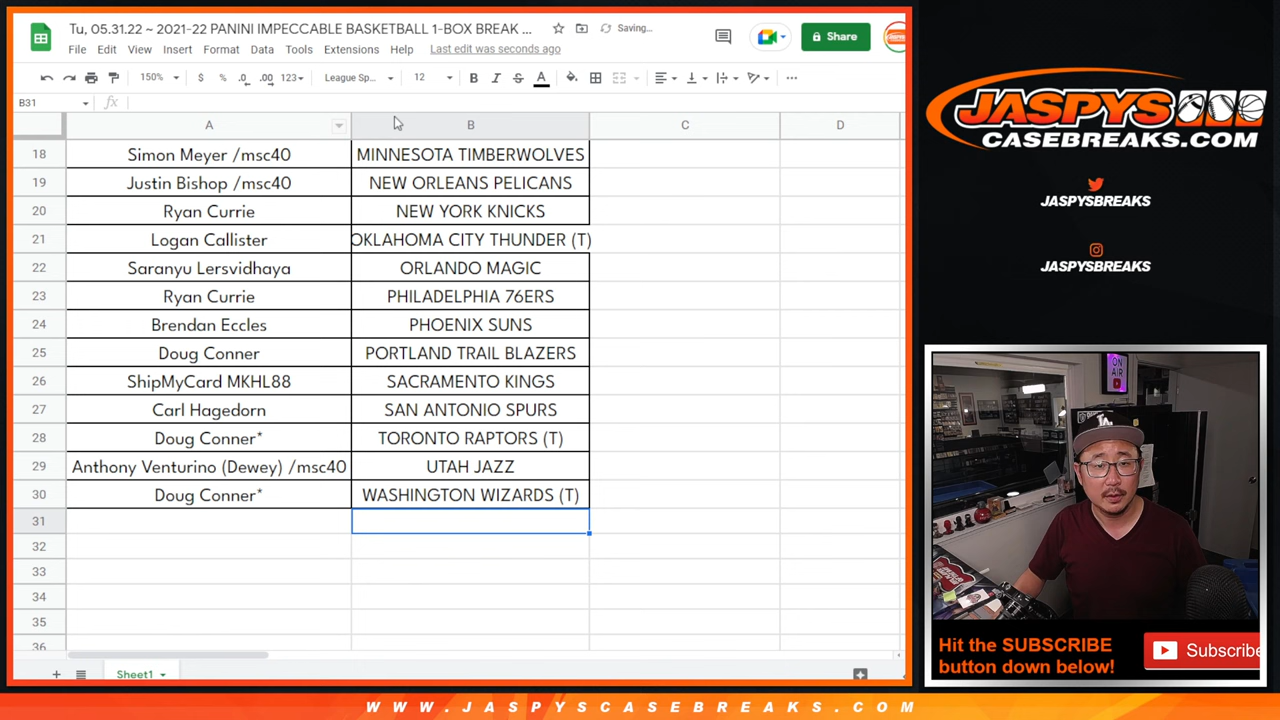 Tu, 05.31.22 ~ 2021-22 PANINI IMPECCABLE BASKETBALL 1-BOX BREAK ...
Saving...
Share
File Edit View Insert Format Data Tools Extensions Help Last edit was seconds ago
150% $ % .0 .00 123 League Sp... 12 B I S A
B31 fx
A B C D
18 Simon Meyer /msc40 MINNESOTA TIMBERWOLVES
19 Justin Bishop /msc40 NEW ORLEANS PELICANS
20 Ryan Currie NEW YORK KNICKS
21 Logan Callister OKLAHOMA CITY THUNDER (T)
22 Saranyu Lersvidhaya ORLANDO MAGIC
23 Ryan Currie PHILADELPHIA 76ERS
24 Brendan Eccles PHOENIX SUNS
25 Doug Conner PORTLAND TRAIL BLAZERS
26 ShipMyCard MKHL88 SACRAMENTO KINGS
27 Carl Hagedorn SAN ANTONIO SPURS
28 Doug Conner* TORONTO RAPTORS (T)
29 Anthony Venturino (Dewey) /msc40 UTAH JAZZ
30 Doug Conner* WASHINGTON WIZARDS (T)
31
32
33
34
35
36
Sheet1
JASPYS
CASEBREAKS.COM
JASPYSBREAKS
JASPYSBREAKS
ON AIR
LA
Hit the SUBSCRIBE
button down below!
Subscribe
WWW.JASPYSCASEBREAKS.COM